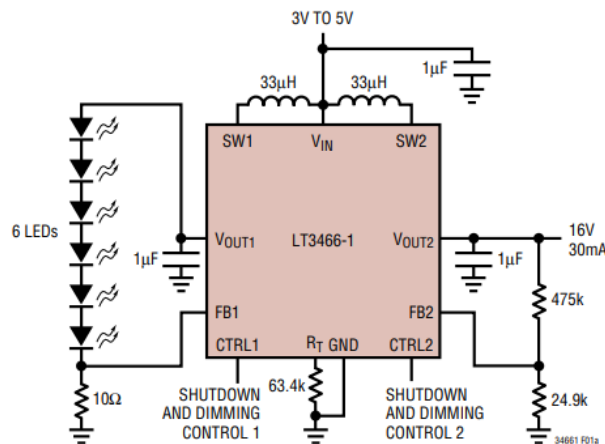 3V TO 5V
1µF
33µH
33µH
SW1
VIN
SW2
6 LEDs
VOUT1
LT3466-1
VOUT2
16V
30mA
1µF
1µF
475k
FB1
FB2
CTRL1
RT
GND
CTRL2
63.4k
10Ω
24.9k
SHUTDOWN
AND DIMMING
CONTROL 1
SHUTDOWN
AND DIMMING
CONTROL 2
34661 F01a